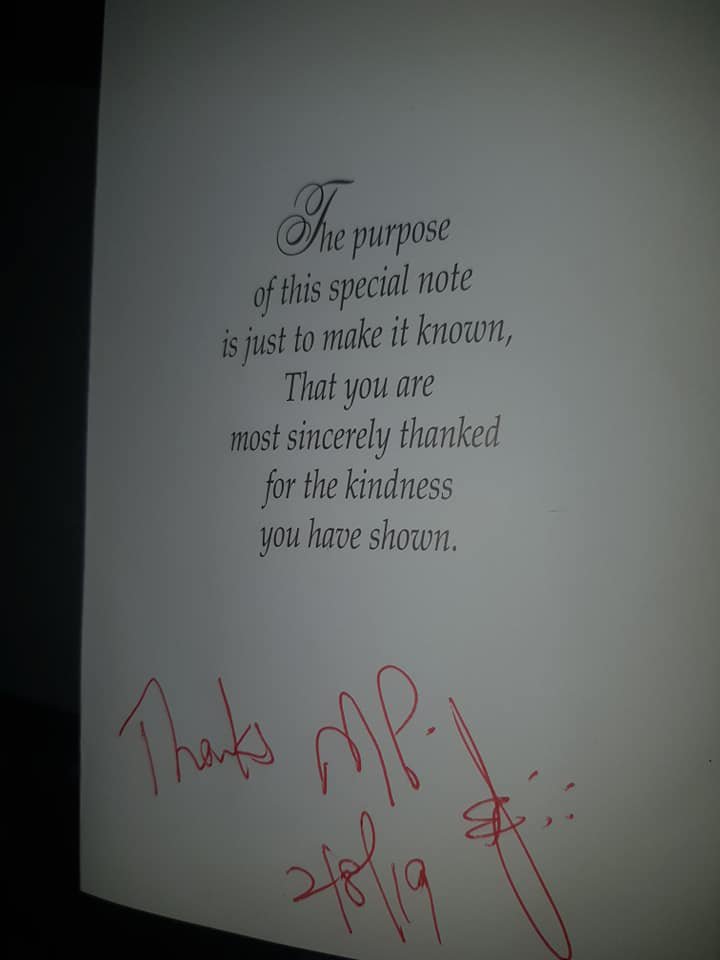 The purpose
of this special note
is just to make it known,
That you are
most sincerely thanked
for the kindness
you have shown.
Thanks
2/8/19